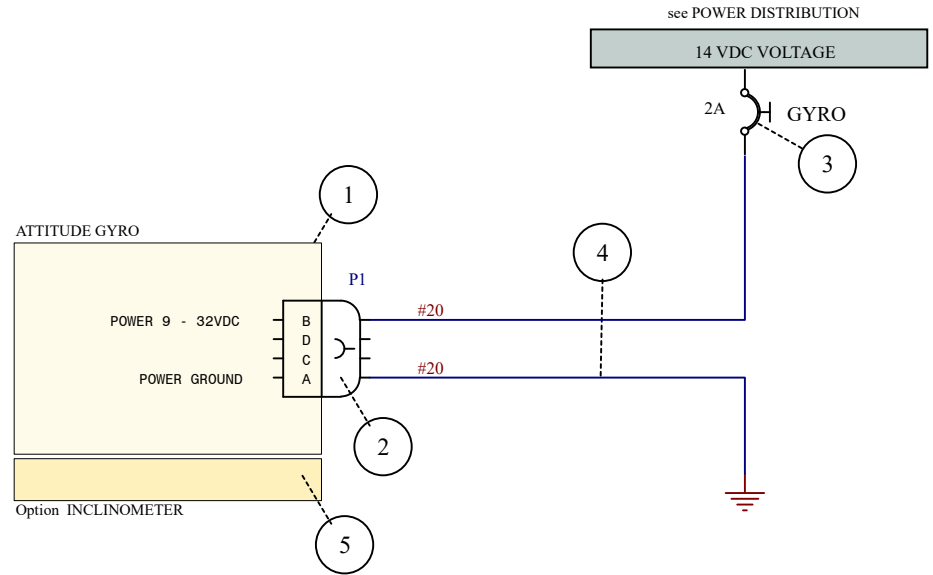 see POWER DISTRIBUTION
14 VDC VOLTAGE
2A
GYRO
3
1
ATTITUDE GYRO
4
P1
#20
POWER 9 - 32VDC
B
D
C
#20
POWER GROUND
A
2
Option INCLINOMETER
5